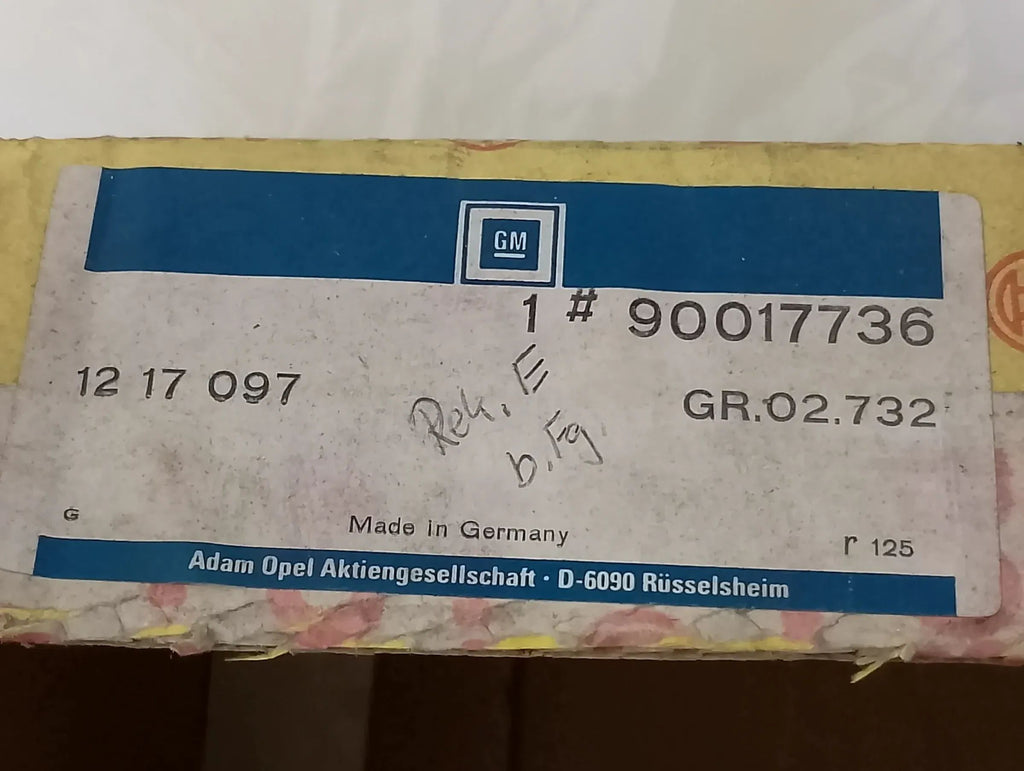 GM
1 # 90017736
12 17 097
GR.02.732
Rek. E
b. Fg.
G
Made in Germany
r 125
Adam Opel Aktiengesellschaft · D-6090 Rüsselsheim